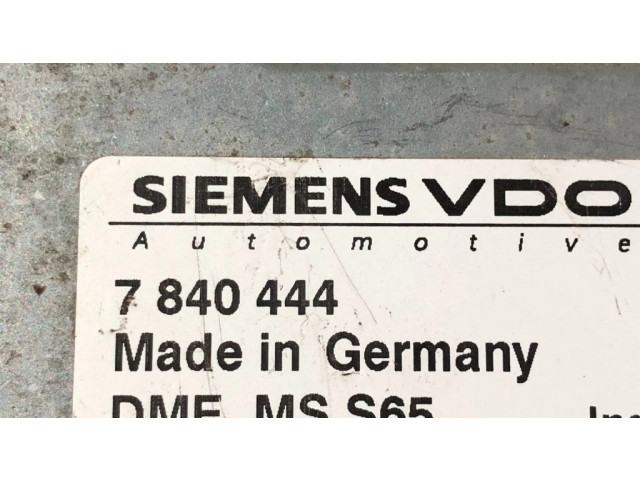 SIEMENS VDO
Automotive
7 840 444
Made in Germany
DME MS S65